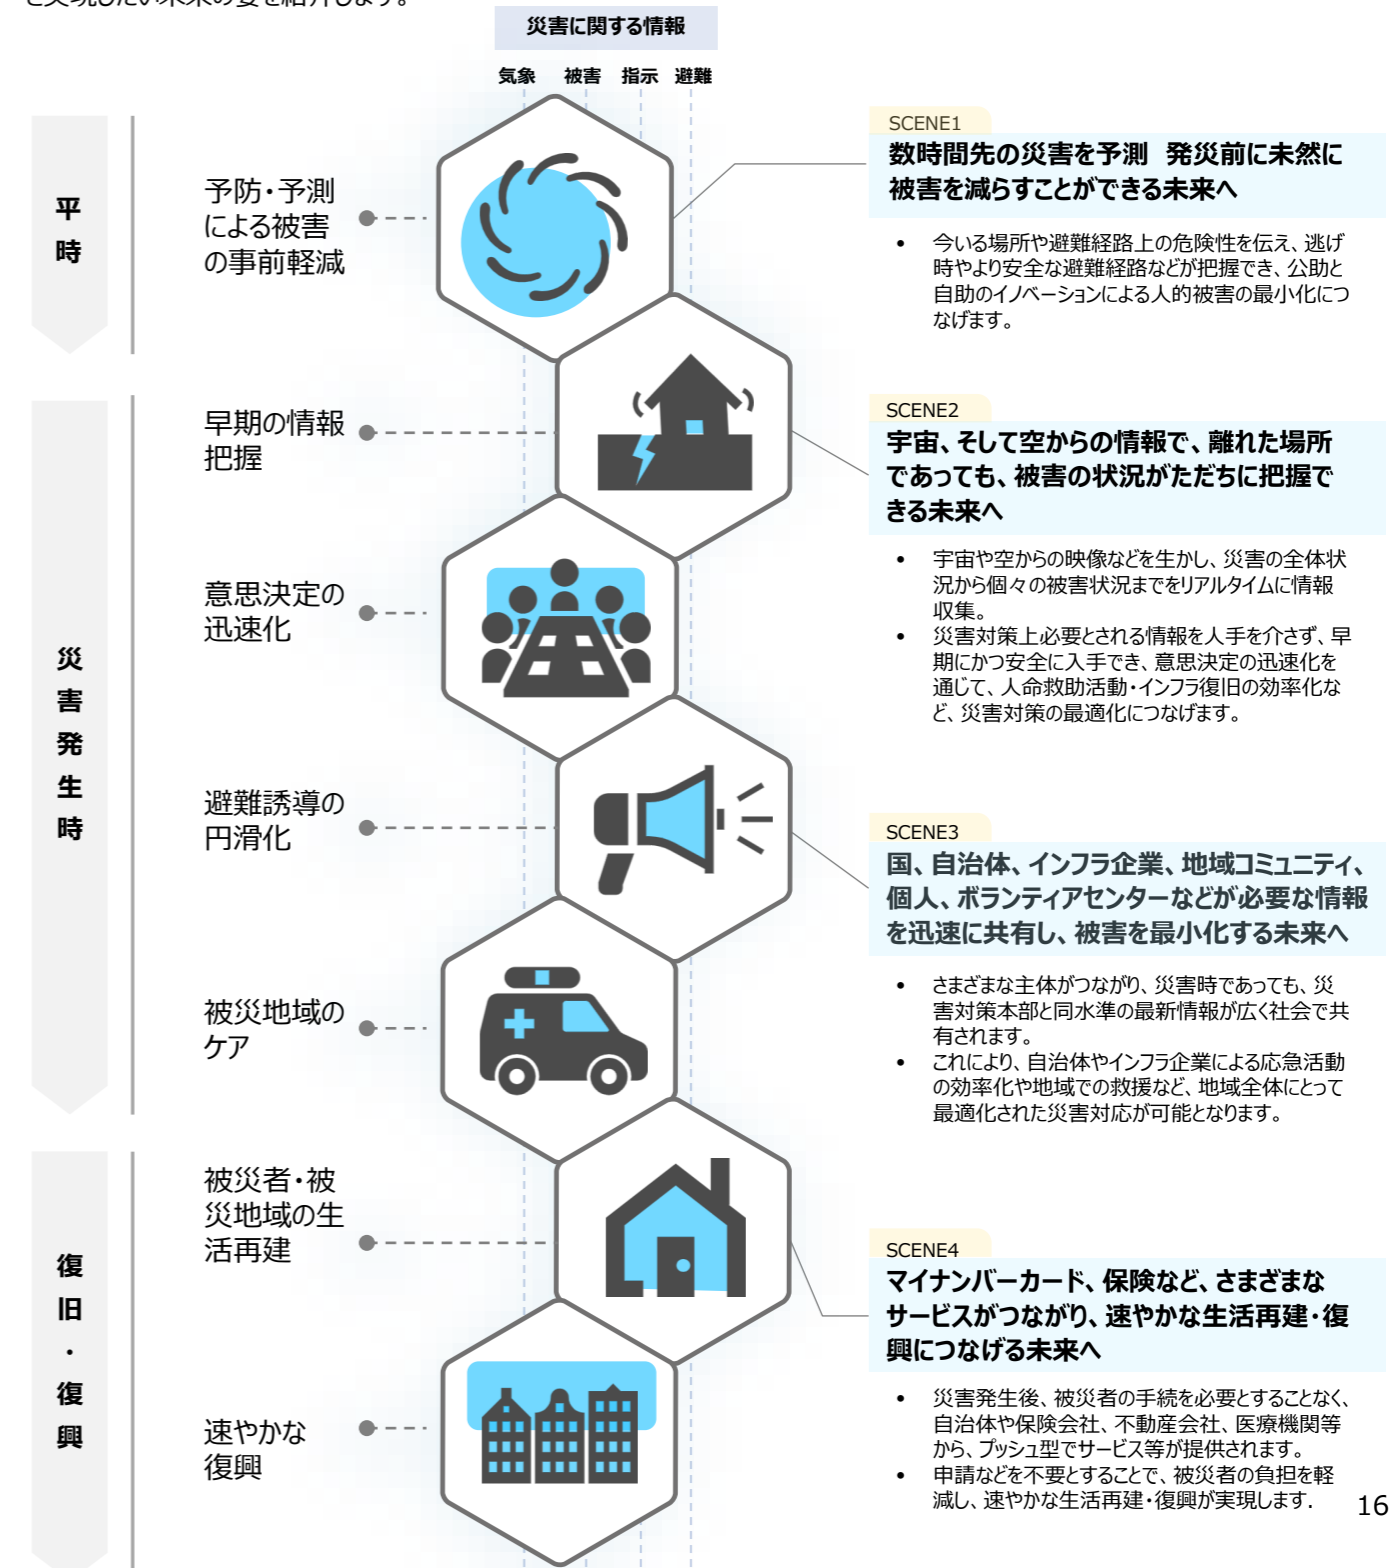 と実現したい未来の姿を紹介します。
災害に関する情報
気象 被害 指示 避難
平時
予防・予測
による被害
の事前軽減
SCENE1
数時間先の災害を予測 発災前に未然に
被害を減らすことができる未来へ
• 今いる場所や避難経路上の危険性を伝え、逃げ
時やより安全な避難経路などが把握でき、公助と
自助のイノベーションによる人的被害の最小化につ
なげます。
災害発生時
早期の情報
把握
SCENE2
宇宙、そして空からの情報で、離れた場所
であっても、被害の状況がただちに把握で
きる未来へ
• 宇宙や空からの映像などを生かし、災害の全体状
況から個々の被害状況までをリアルタイムに情報
収集。
• 災害対策上必要とされる情報を人手を介さず、早
期にかつ安全に入手でき、意思決定の迅速化を
通じて、人命救助活動・インフラ復旧の効率化な
ど、災害対策の最適化につなげます。
意思決定の
迅速化
避難誘導の
円滑化
SCENE3
国、自治体、インフラ企業、地域コミュニティ、
個人、ボランティアセンターなどが必要な情報
を迅速に共有し、被害を最小化する未来へ
• さまざまな主体がつながり、災害時であっても、災
害対策本部と同水準の最新情報が広く社会で共
有されます。
• これにより、自治体やインフラ企業による応急活動
の効率化や地域での救援など、地域全体にとって
最適化された災害対応が可能となります。
被災地域の
ケア
復旧・復興
被災者・被
災地域の生
活再建
SCENE4
マイナンバーカード、保険など、さまざまな
サービスがつながり、速やかな生活再建・復
興につなげる未来へ
• 災害発生後、被災者の手続を必要とすることなく、
自治体や保険会社、不動産会社、医療機関等
から、プッシュ型でサービス等が提供されます。
• 申請などを不要とすることで、被災者の負担を軽
減し、速やかな生活再建・復興が実現します.
速やかな
復興
16